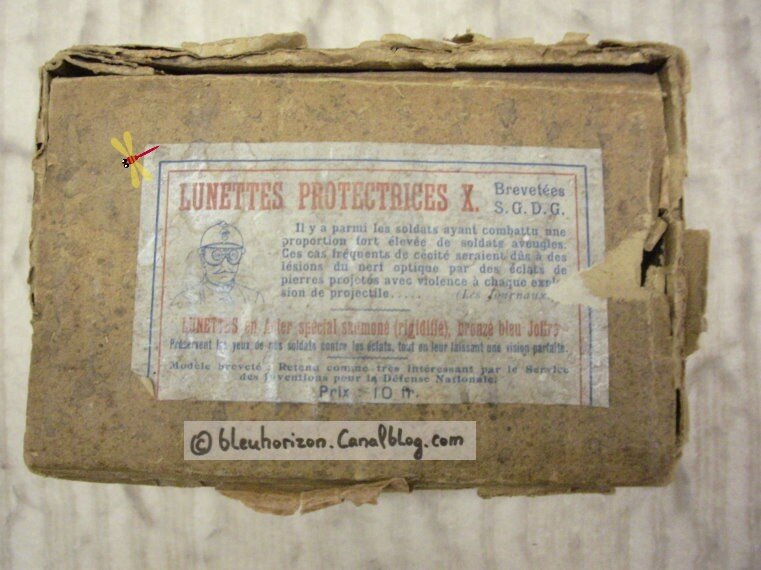 LUNETTES PROTECTRICES X. Brevetées
S.G.D.G.
Il y a parmi les soldats ayant combattu une
proportion fort élevée de soldats aveugles.
Ces cas fréquents de cécité seraient dûs à des
lésions du nerf optique par des éclats de
pierres projetés avec violence à chaque explo-
sion de projectile..... (Les Journaux
LUNETTES en Acier spécial (rigidifié), bronzé bleu Joffre
Préservent les yeux de nos soldats contre les éclats, tout en leur laissant une vision parfaite.
Modèle breveté : Retenu comme très intéressant par le Service
des Inventions pour la Défense Nationale.
Prix : 10 fr.
© bleuhorizon.Canalblog.com